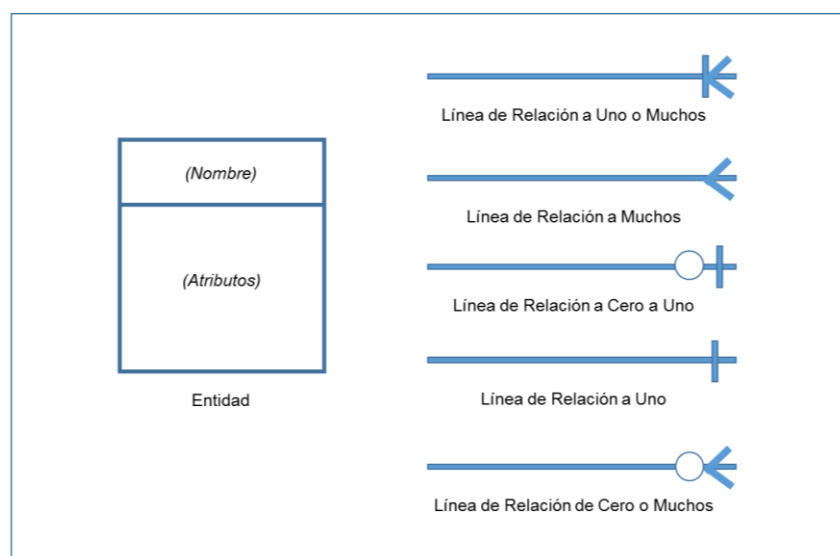 (Nombre)
(Atributos)
Entidad
Línea de Relación a Uno o Muchos
Línea de Relación a Muchos
Línea de Relación a Cero a Uno
Línea de Relación a Uno
Línea de Relación de Cero o Muchos